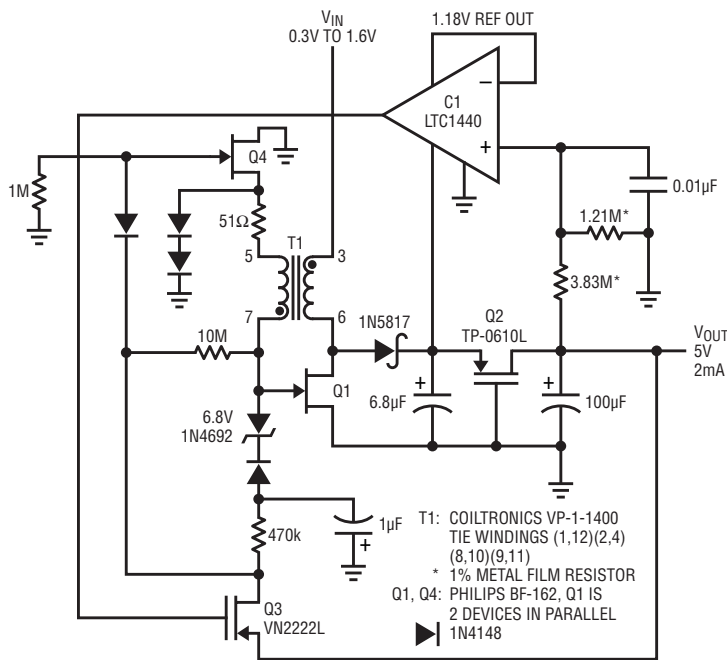 VIN
0.3V TO 1.6V
1.18V REF OUT
C1
LTC1440
−
+
Q4
1M
51Ω
T1
5
3
7
6
0.01µF
1.21M*
3.83M*
10M
1N5817
Q2
TP-0610L
VOUT
5V
2mA
Q1
+
6.8µF
+
100µF
6.8V
1N4692
1µF
+
470k
Q3
VN2222L
T1: COILTRONICS VP-1-1400
TIE WINDINGS (1,12)(2,4)
(8,10)(9,11)
* 1% METAL FILM RESISTOR
Q1, Q4: PHILIPS BF-162, Q1 IS
2 DEVICES IN PARALLEL
1N4148